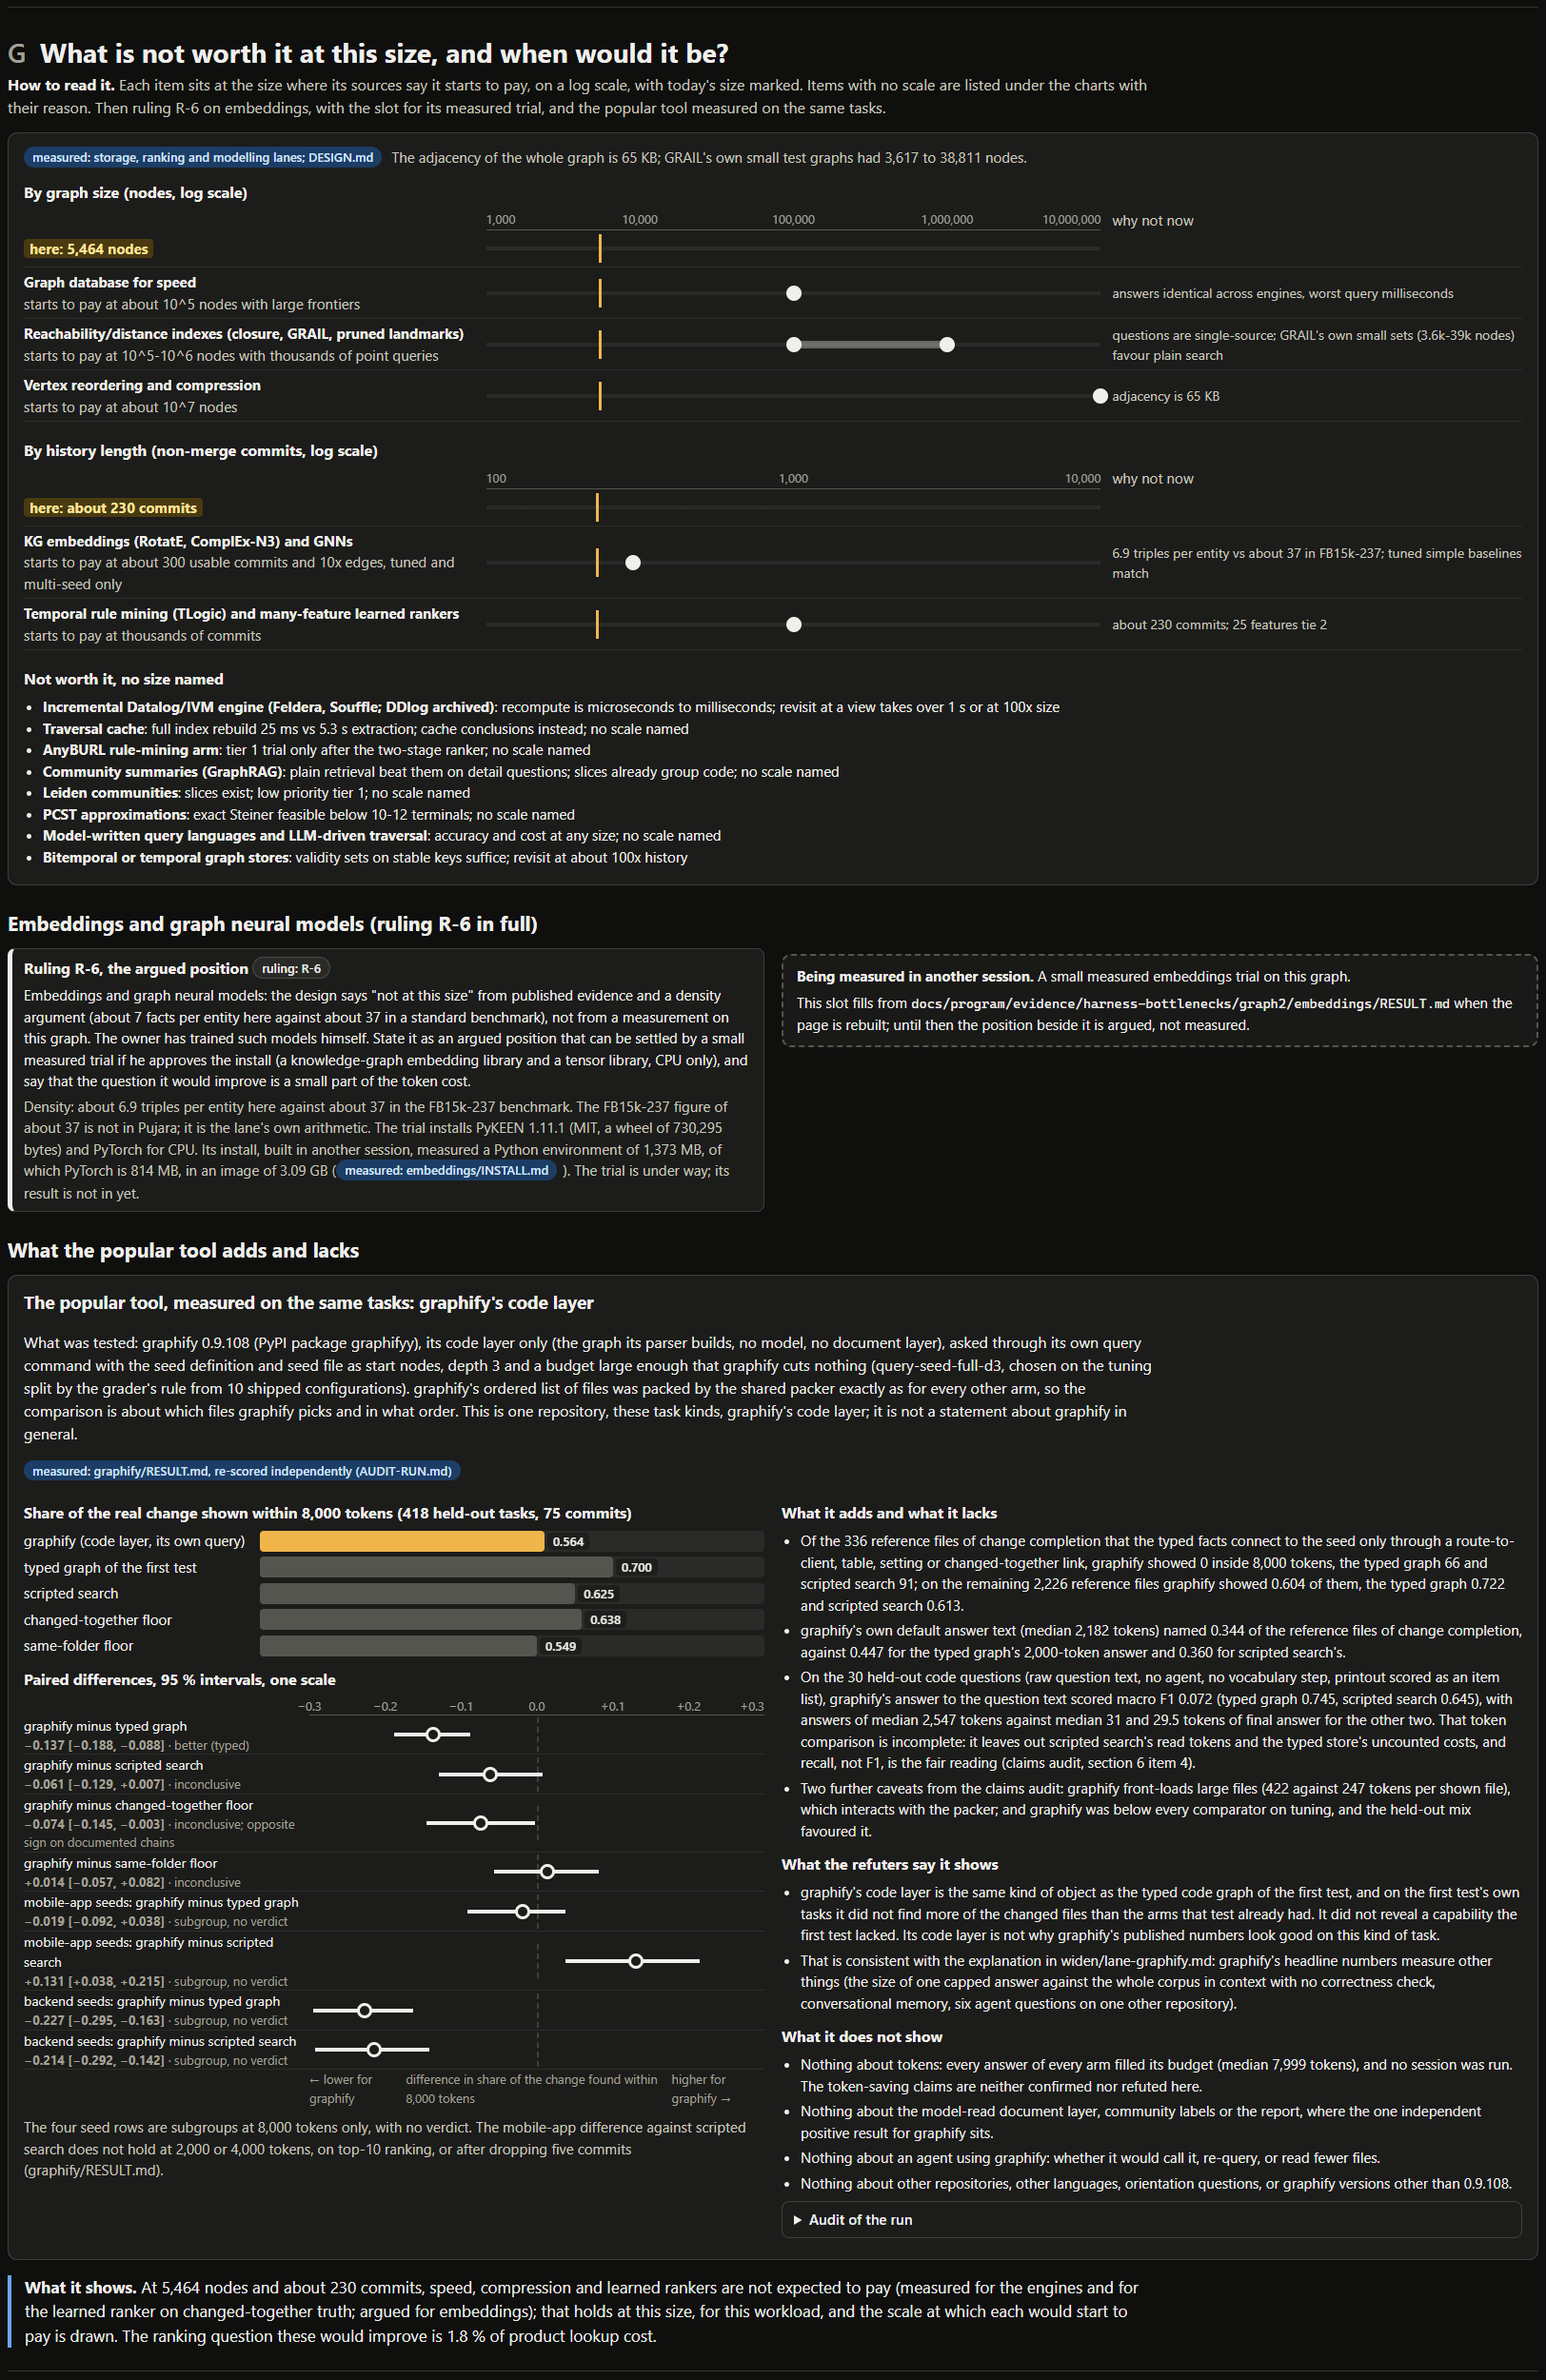 G What is not worth it at this size, and when would it be?
How to read it. Each item sits at the size where its sources say it starts to pay, on a log scale, with today's size marked. Items with no scale are listed under the charts with
their reason. Then ruling R-6 on embeddings, with the slot for its measured trial, and the popular tool measured on the same tasks.
measured: storage, ranking and modelling lanes; DESIGN.md The adjacency of the whole graph is 65 KB; GRAIL's own small test graphs had 3,617 to 38,811 nodes.
By graph size (nodes, log scale)
1,000 10,000 100,000 1,000,000 10,000,000 why not now
here: 5,464 nodes
Graph database for speed
starts to pay at about 10^5 nodes with large frontiers
answers identical across engines, worst query milliseconds
Reachability/distance indexes (closure, GRAIL, pruned landmarks)
starts to pay at 10^5-10^6 nodes with thousands of point queries
questions are single-source; GRAIL's own small sets (3.6k-39k nodes)
favour plain search
Vertex reordering and compression
starts to pay at about 10^7 nodes
adjacency is 65 KB
By history length (non-merge commits, log scale)
100 1,000 10,000 why not now
here: about 230 commits
KG embeddings (RotatE, ComplEx-N3) and GNNs
starts to pay at about 300 usable commits and 10x edges, tuned and
multi-seed only
6.9 triples per entity vs about 37 in FB15k-237; tuned simple baselines
match
Temporal rule mining (TLogic) and many-feature learned rankers
starts to pay at thousands of commits
about 230 commits; 25 features tie 2
Not worth it, no size named
• Incremental Datalog/IVM engine (Feldera, Souffle; DDlog archived): recompute is microseconds to milliseconds; revisit at a view takes over 1 s or at 100x size
• Traversal cache: full index rebuild 25 ms vs 5.3 s extraction; cache conclusions instead; no scale named
• AnyBURL rule-mining arm: tier 1 trial only after the two-stage ranker; no scale named
• Community summaries (GraphRAG): plain retrieval beat them on detail questions; slices already group code; no scale named
• Leiden communities: slices exist; low priority tier 1; no scale named
• PCST approximations: exact Steiner feasible below 10-12 terminals; no scale named
• Model-written query languages and LLM-driven traversal: accuracy and cost at any size; no scale named
• Bitemporal or temporal graph stores: validity sets on stable keys suffice; revisit at about 100x history
Embeddings and graph neural models (ruling R-6 in full)
Ruling R-6, the argued position ruling: R-6
Embeddings and graph neural models: the design says "not at this size" from published evidence and a density
argument (about 7 facts per entity here against about 37 in a standard benchmark), not from a measurement on
this graph. The owner has trained such models himself. State it as an argued position that can be settled by a small
measured trial if he approves the install (a knowledge-graph embedding library and a tensor library, CPU only), and
say that the question it would improve is a small part of the token cost.
Density: about 6.9 triples per entity here against about 37 in the FB15k-237 benchmark. The FB15k-237 figure of
about 37 is not in Pujara; it is the lane's own arithmetic. The trial installs PyKEEN 1.11.1 (MIT, a wheel of 730,295
bytes) and PyTorch for CPU. Its install, built in another session, measured a Python environment of 1,373 MB, of
which PyTorch is 814 MB, in an image of 3.09 GB ( measured: embeddings/INSTALL.md ). The trial is under way; its
result is not in yet.
Being measured in another session. A small measured embeddings trial on this graph.
This slot fills from docs/program/evidence/harness-bottlenecks/graph2/embeddings/RESULT.md when the
page is rebuilt; until then the position beside it is argued, not measured.
What the popular tool adds and lacks
The popular tool, measured on the same tasks: graphify's code layer
What was tested: graphify 0.9.108 (PyPI package graphifyy), its code layer only (the graph its parser builds, no model, no document layer), asked through its own query
command with the seed definition and seed file as start nodes, depth 3 and a budget large enough that graphify cuts nothing (query-seed-full-d3, chosen on the tuning
split by the grader's rule from 10 shipped configurations). graphify's ordered list of files was packed by the shared packer exactly as for every other arm, so the
comparison is about which files graphify picks and in what order. This is one repository, these task kinds, graphify's code layer; it is not a statement about graphify in
general.
measured: graphify/RESULT.md, re-scored independently (AUDIT-RUN.md)
Share of the real change shown within 8,000 tokens (418 held-out tasks, 75 commits)
graphify (code layer, its own query) 0.564
typed graph of the first test 0.700
scripted search 0.625
changed-together floor 0.638
same-folder floor 0.549
Paired differences, 95 % intervals, one scale
−0.3 −0.2 −0.1 0.0 +0.1 +0.2 +0.3
graphify minus typed graph
−0.137 [−0.188, −0.088] · better (typed)
graphify minus scripted search
−0.061 [−0.129, +0.007] · inconclusive
graphify minus changed-together floor
−0.074 [−0.145, −0.003] · inconclusive; opposite
sign on documented chains
graphify minus same-folder floor
+0.014 [−0.057, +0.082] · inconclusive
mobile-app seeds: graphify minus typed graph
−0.019 [−0.092, +0.038] · subgroup, no verdict
mobile-app seeds: graphify minus scripted
search
+0.131 [+0.038, +0.215] · subgroup, no verdict
backend seeds: graphify minus typed graph
−0.227 [−0.295, −0.163] · subgroup, no verdict
backend seeds: graphify minus scripted search
−0.214 [−0.292, −0.142] · subgroup, no verdict
← lower for
graphify
difference in share of the change found within
8,000 tokens
higher for
graphify →
The four seed rows are subgroups at 8,000 tokens only, with no verdict. The mobile-app difference against scripted
search does not hold at 2,000 or 4,000 tokens, on top-10 ranking, or after dropping five commits
(graphify/RESULT.md).
What it adds and what it lacks
• Of the 336 reference files of change completion that the typed facts connect to the seed only through a route-to-
client, table, setting or changed-together link, graphify showed 0 inside 8,000 tokens, the typed graph 66 and
scripted search 91; on the remaining 2,226 reference files graphify showed 0.604 of them, the typed graph 0.722
and scripted search 0.613.
• graphify's own default answer text (median 2,182 tokens) named 0.344 of the reference files of change completion,
against 0.447 for the typed graph's 2,000-token answer and 0.360 for scripted search's.
• On the 30 held-out code questions (raw question text, no agent, no vocabulary step, printout scored as an item
list), graphify's answer to the question text scored macro F1 0.072 (typed graph 0.745, scripted search 0.645), with
answers of median 2,547 tokens against median 31 and 29.5 tokens of final answer for the other two. That token
comparison is incomplete: it leaves out scripted search's read tokens and the typed store's uncounted costs, and
recall, not F1, is the fair reading (claims audit, section 6 item 4).
• Two further caveats from the claims audit: graphify front-loads large files (422 against 247 tokens per shown file),
which interacts with the packer; and graphify was below every comparator on tuning, and the held-out mix
favoured it.
What the refuters say it shows
• graphify's code layer is the same kind of object as the typed code graph of the first test, and on the first test's own
tasks it did not find more of the changed files than the arms that test already had. It did not reveal a capability the
first test lacked. Its code layer is not why graphify's published numbers look good on this kind of task.
• That is consistent with the explanation in widen/lane-graphify.md: graphify's headline numbers measure other
things (the size of one capped answer against the whole corpus in context with no correctness check,
conversational memory, six agent questions on one other repository).
What it does not show
• Nothing about tokens: every answer of every arm filled its budget (median 7,999 tokens), and no session was run.
The token-saving claims are neither confirmed nor refuted here.
• Nothing about the model-read document layer, community labels or the report, where the one independent
positive result for graphify sits.
• Nothing about an agent using graphify: whether it would call it, re-query, or read fewer files.
• Nothing about other repositories, other languages, orientation questions, or graphify versions other than 0.9.108.
▶ Audit of the run
What it shows. At 5,464 nodes and about 230 commits, speed, compression and learned rankers are not expected to pay (measured for the engines and for
the learned ranker on changed-together truth; argued for embeddings); that holds at this size, for this workload, and the scale at which each would start to
pay is drawn. The ranking question these would improve is 1.8 % of product lookup cost.